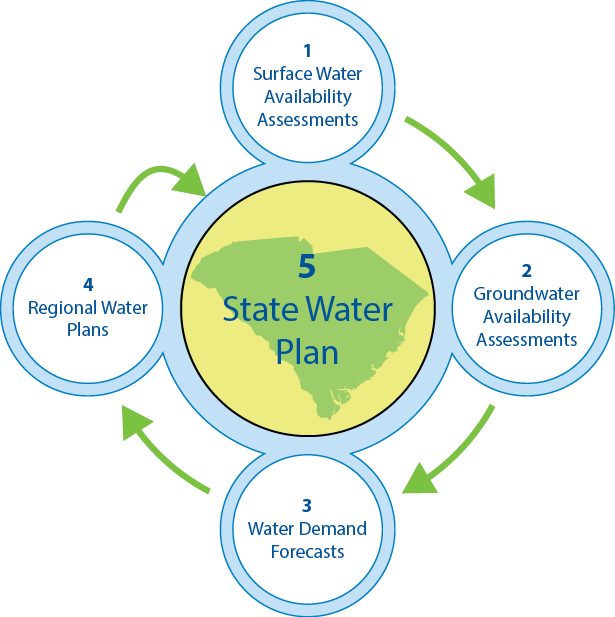 1
Surface Water
Availability
Assessments
2
Groundwater
Availability
Assessments
3
Water Demand
Forecasts
4
Regional Water
Plans
5
State Water
Plan